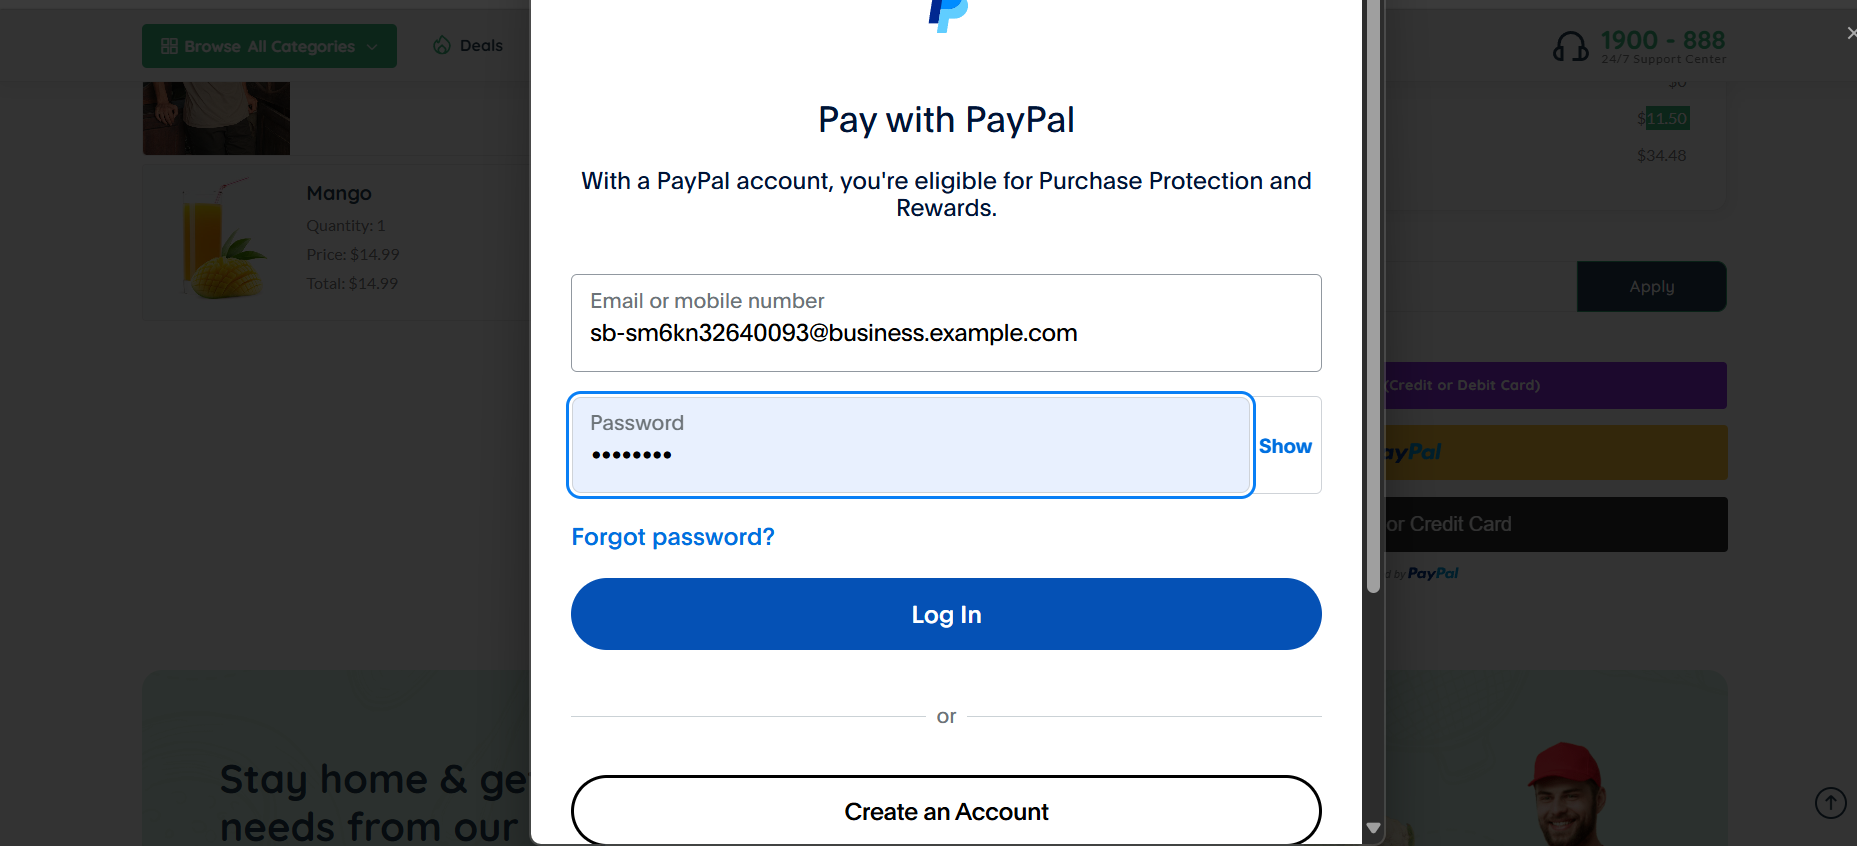 Browse All Categories
Deals
1900 - 888
24/7 Support Center
$0
$11.50
$34.48
Mango
Quantity: 1
Price: $14.99
Total: $14.99
Pay with PayPal
With a PayPal account, you're eligible for Purchase Protection and
Rewards.
Email or mobile number
sb-sm6kn32640093@business.example.com
Password
••••••••
Show
Forgot password?
Log In
or
Create an Account
Apply
(Credit or Debit Card)
ayPal
or Credit Card
d by PayPal
Stay home & ge
needs from our